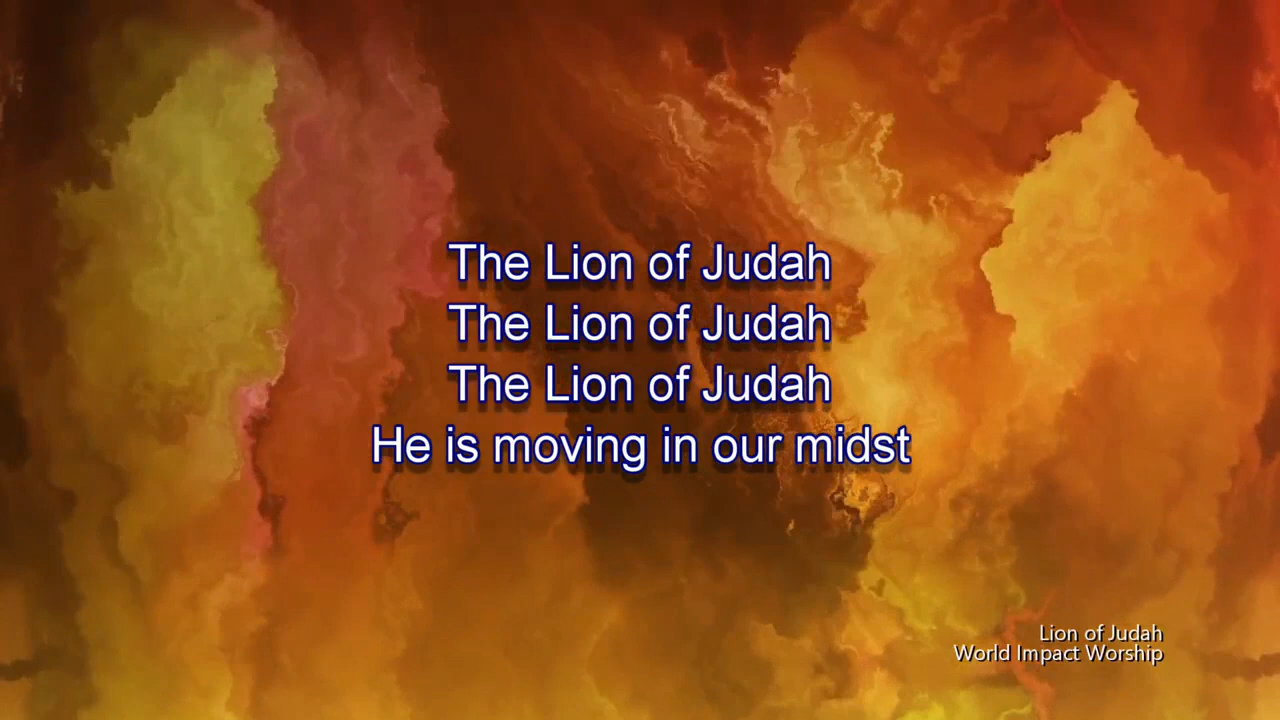 The Lion of Judah
The Lion of Judah
The Lion of Judah
He is moving in our midst
Lion of Judah
World Impact Worship